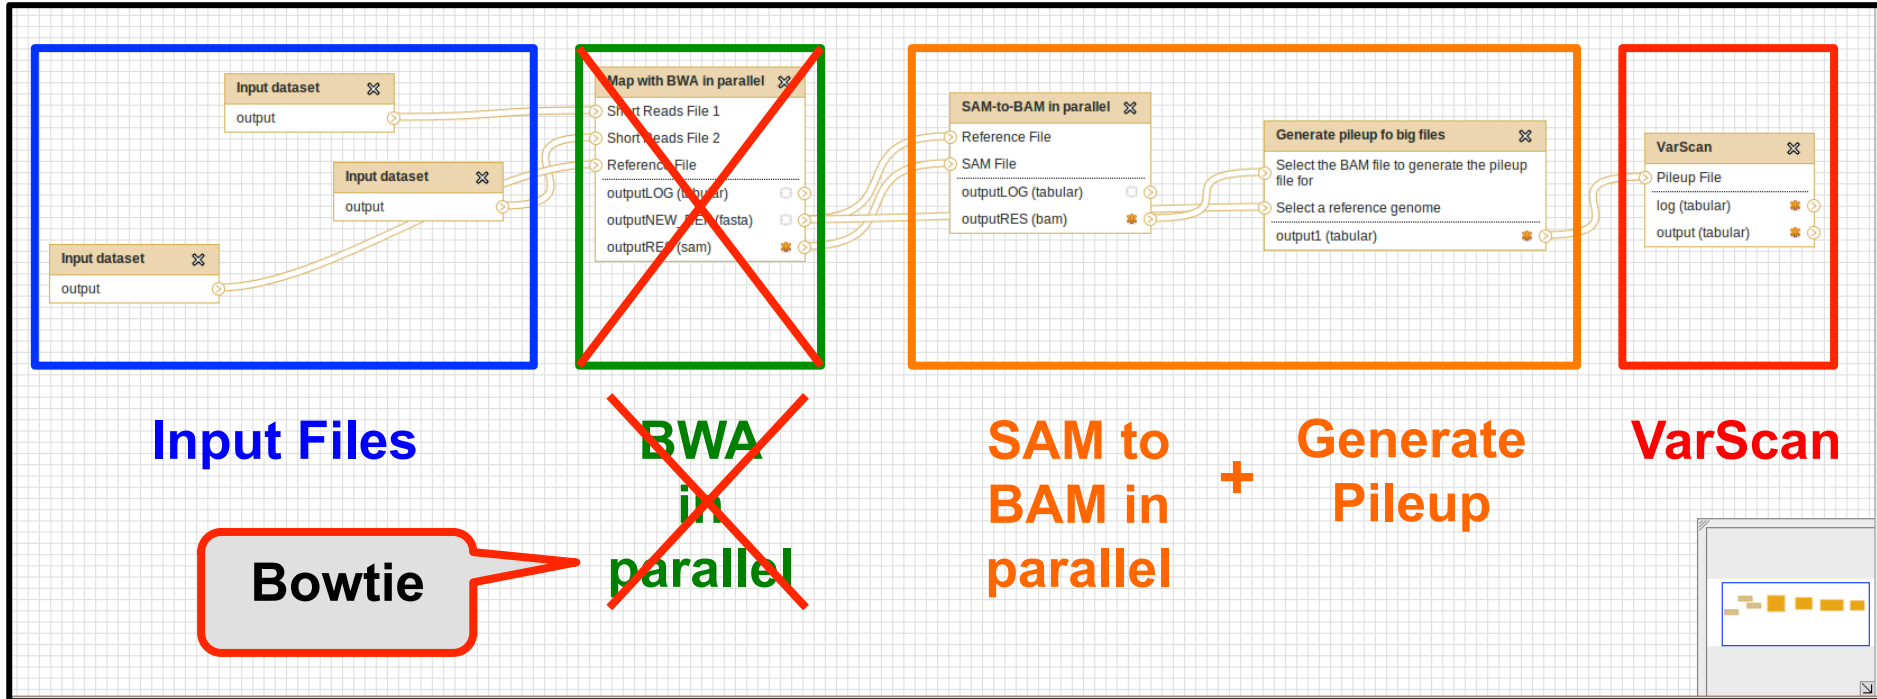 Input dataset
output
Input dataset
output
Input dataset
output
Map with BWA in parallel
Short Reads File 1
Short Reads File 2
Reference File
outputLOG (tabular)
outputNEW_REF (fasta)
outputRES (sam)
SAM-to-BAM in parallel
Reference File
SAM File
outputLOG (tabular)
outputRES (bam)
Generate pileup fo big files
Select the BAM file to generate the pileup
file for
Select a reference genome
output1 (tabular)
VarScan
Pileup File
log (tabular)
output (tabular)
Input Files
BWA
in
parallel
SAM to
BAM in
parallel
+
Generate
Pileup
VarScan
Bowtie